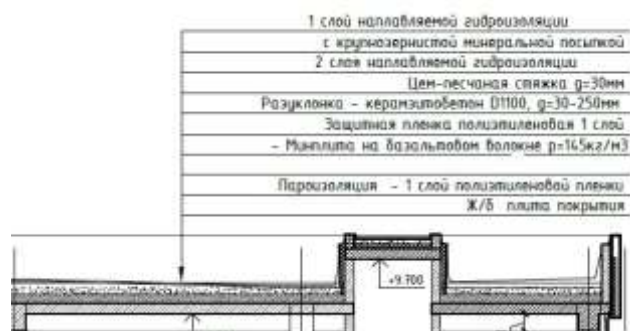 1 слой наплавляемой гидроизоляции
с крупнозернистой минеральной посыпкой
2 слоя наплавляемой гидроизоляции
Цем-песчаная стяжка g=30мм
Разуклонка - керамзитобетон D1100, g=30-250мм
Защитная пленка полиэтиленовая 1 слой
- Минплита на базальтовом волокне p=145кг/м3
Пароизоляция - 1 слой полиэтиленовой пленки
Ж/б плита покрытия
+9.700